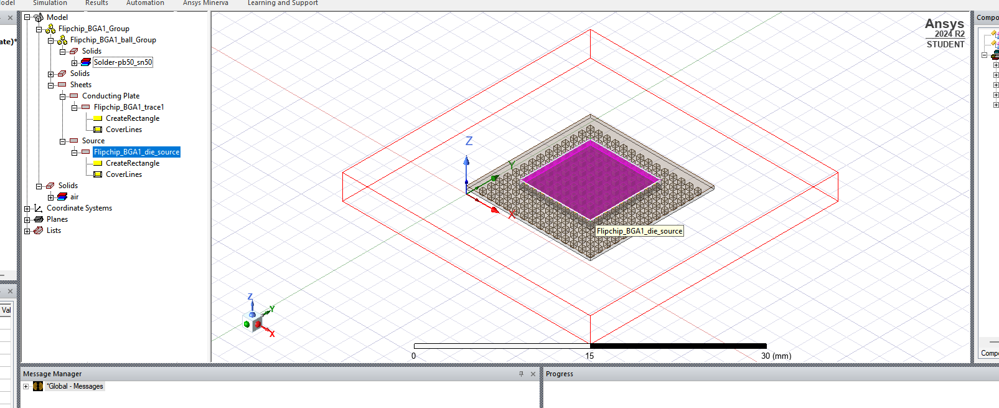 odel Simulation Results Automation Ansys Minerva Learning and Support
ate)*
Val
Model
Flipchip_BGA1_Group
Flipchip_BGA1_ball_Group
Solids
Solder-pb50_sn50
Solids
Sheets
Conducting Plate
Flipchip_BGA1_trace1
CreateRectangle
CoverLines
Source
Flipchip_BGA1_die_source
CreateRectangle
CoverLines
Solids
air
Coordinate Systems
Planes
Lists
Ansys
2024 R2
STUDENT
Z
Y
X
Flipchip_BGA1_die_source
Z
Y
X
0 15 30 (mm)
Compo
Compo
Message Manager
*Global - Messages
Progress